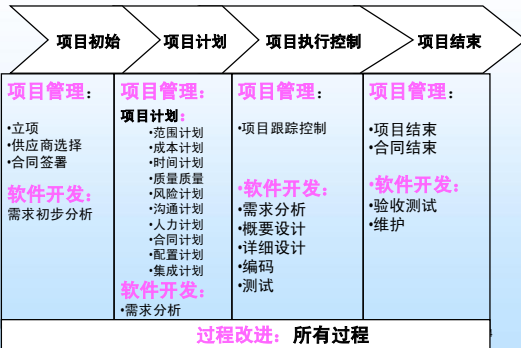 项目初始
项目计划
项目执行控制
项目结束
项目管理：
•立项
•供应商选择
•合同签署
软件开发：
需求初步分析
项目管理：
项目计划：
•范围计划
•成本计划
•时间计划
•质量质量
•风险计划
•沟通计划
•人力计划
•合同计划
•配置计划
•集成计划
软件开发：
•需求分析
项目管理：
•项目跟踪控制
•软件开发：
•需求分析
•概要设计
•详细设计
•编码
•测试
项目管理：
•项目结束
•合同结束
•软件开发：
•验收测试
•维护
过程改进：所有过程